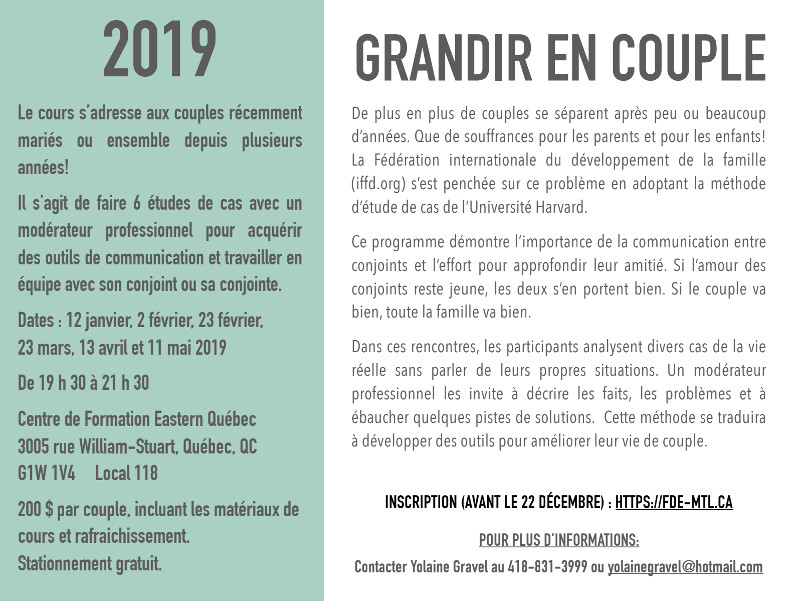 2019
Le cours s'adresse aux couples récemment
mariés ou ensemble depuis plusieurs
années!
Il s'agit de faire 6 études de cas avec un
modérateur professionnel pour acquérir
des outils de communication et travailler en
équipe avec son conjoint ou sa conjointe.
Dates : 12 janvier, 2 février, 23 février,
23 mars, 13 avril et 11 mai 2019
De 19 h 30 à 21 h 30
Centre de Formation Eastern Québec
3005 rue William-Stuart, Québec, QC
G1W 1V4 Local 118
200 $ par couple, incluant les matériaux de
cours et rafraichissement.
Stationnement gratuit.
GRANDIR EN COUPLE
De plus en plus de couples se séparent après peu ou beaucoup
d'années. Que de souffrances pour les parents et pour les enfants!
La Fédération internationale du développement de la famille
(iffd.org) s'est penchée sur ce problème en adoptant la méthode
d'étude de cas de l'Université Harvard.
Ce programme démontre l'importance de la communication entre
conjoints et l'effort pour approfondir leur amitié. Si l'amour des
conjoints reste jeune, les deux s'en portent bien. Si le couple va
bien, toute la famille va bien.
Dans ces rencontres, les participants analysent divers cas de la vie
réelle sans parler de leurs propres situations. Un modérateur
professionnel les invite à décrire les faits, les problèmes et à
ébaucher quelques pistes de solutions. Cette méthode se traduira
à développer des outils pour améliorer leur vie de couple.
INSCRIPTION (AVANT LE 22 DÉCEMBRE) : HTTPS://FDE-MTL.CA
POUR PLUS D'INFORMATIONS:
Contacter Yolaine Gravel au 418-831-3999 ou yolainegravel@hotmail.com